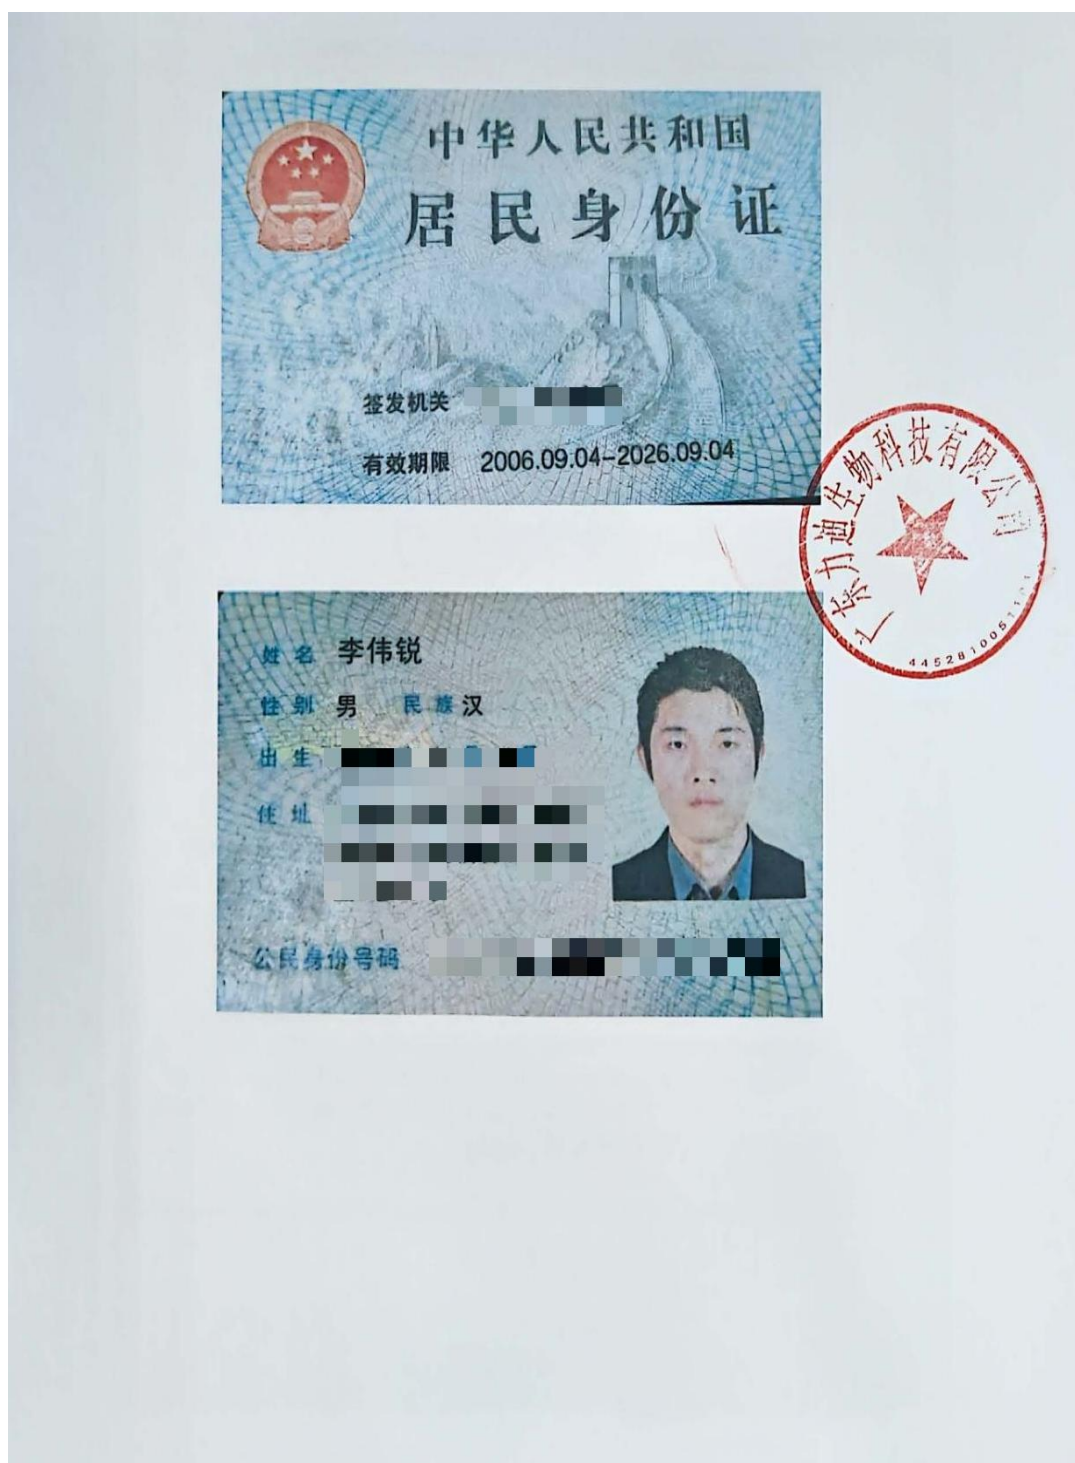 中华人民共和国
居民身份证
签发机关
有效期限 2006.09.04-2026.09.04
广东力迪生物科技有限公司
姓名 李伟锐
性别 男 民族 汉
出生
住址
公民身份号码